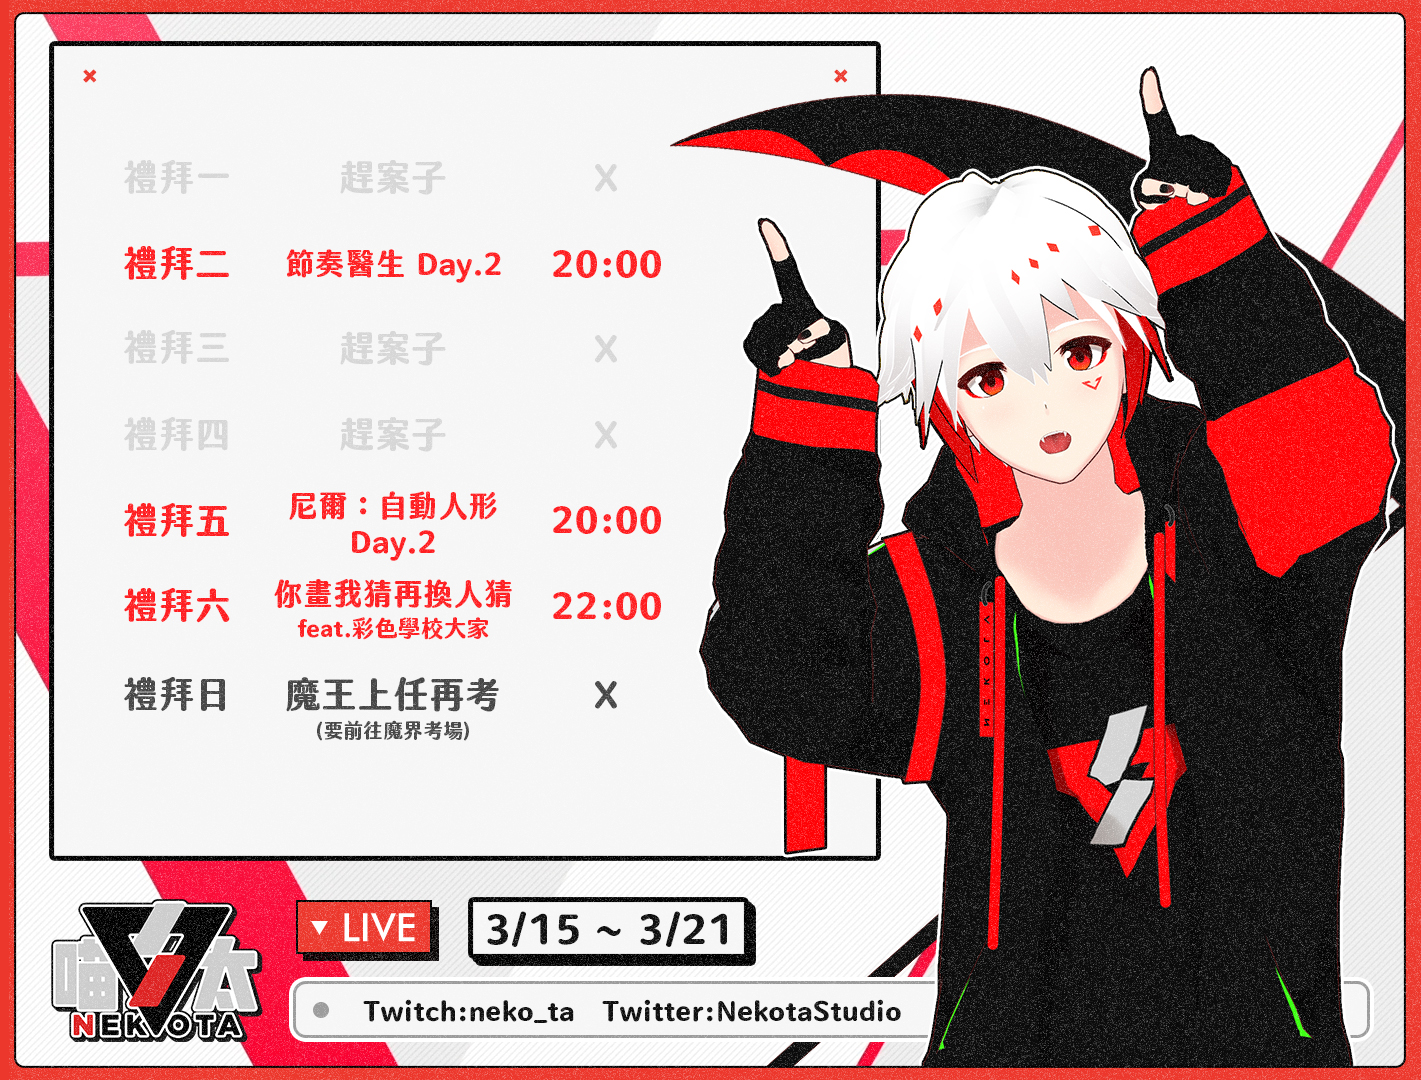 禮拜一 趕案子 X
禮拜二 節奏醫生 Day.2 20:00
禮拜三 趕案子 X
禮拜四 趕案子 X
禮拜五 尼爾：自動人形 Day.2 20:00
禮拜六 你畫我猜再換人猜 22:00
feat.彩色學校大家
禮拜日 魔王上任再考 X
(要前往魔界考場)
LIVE 3/15 ~ 3/21
喵太
NEKOTA
Twitch:neko_ta Twitter:NekotaStudio